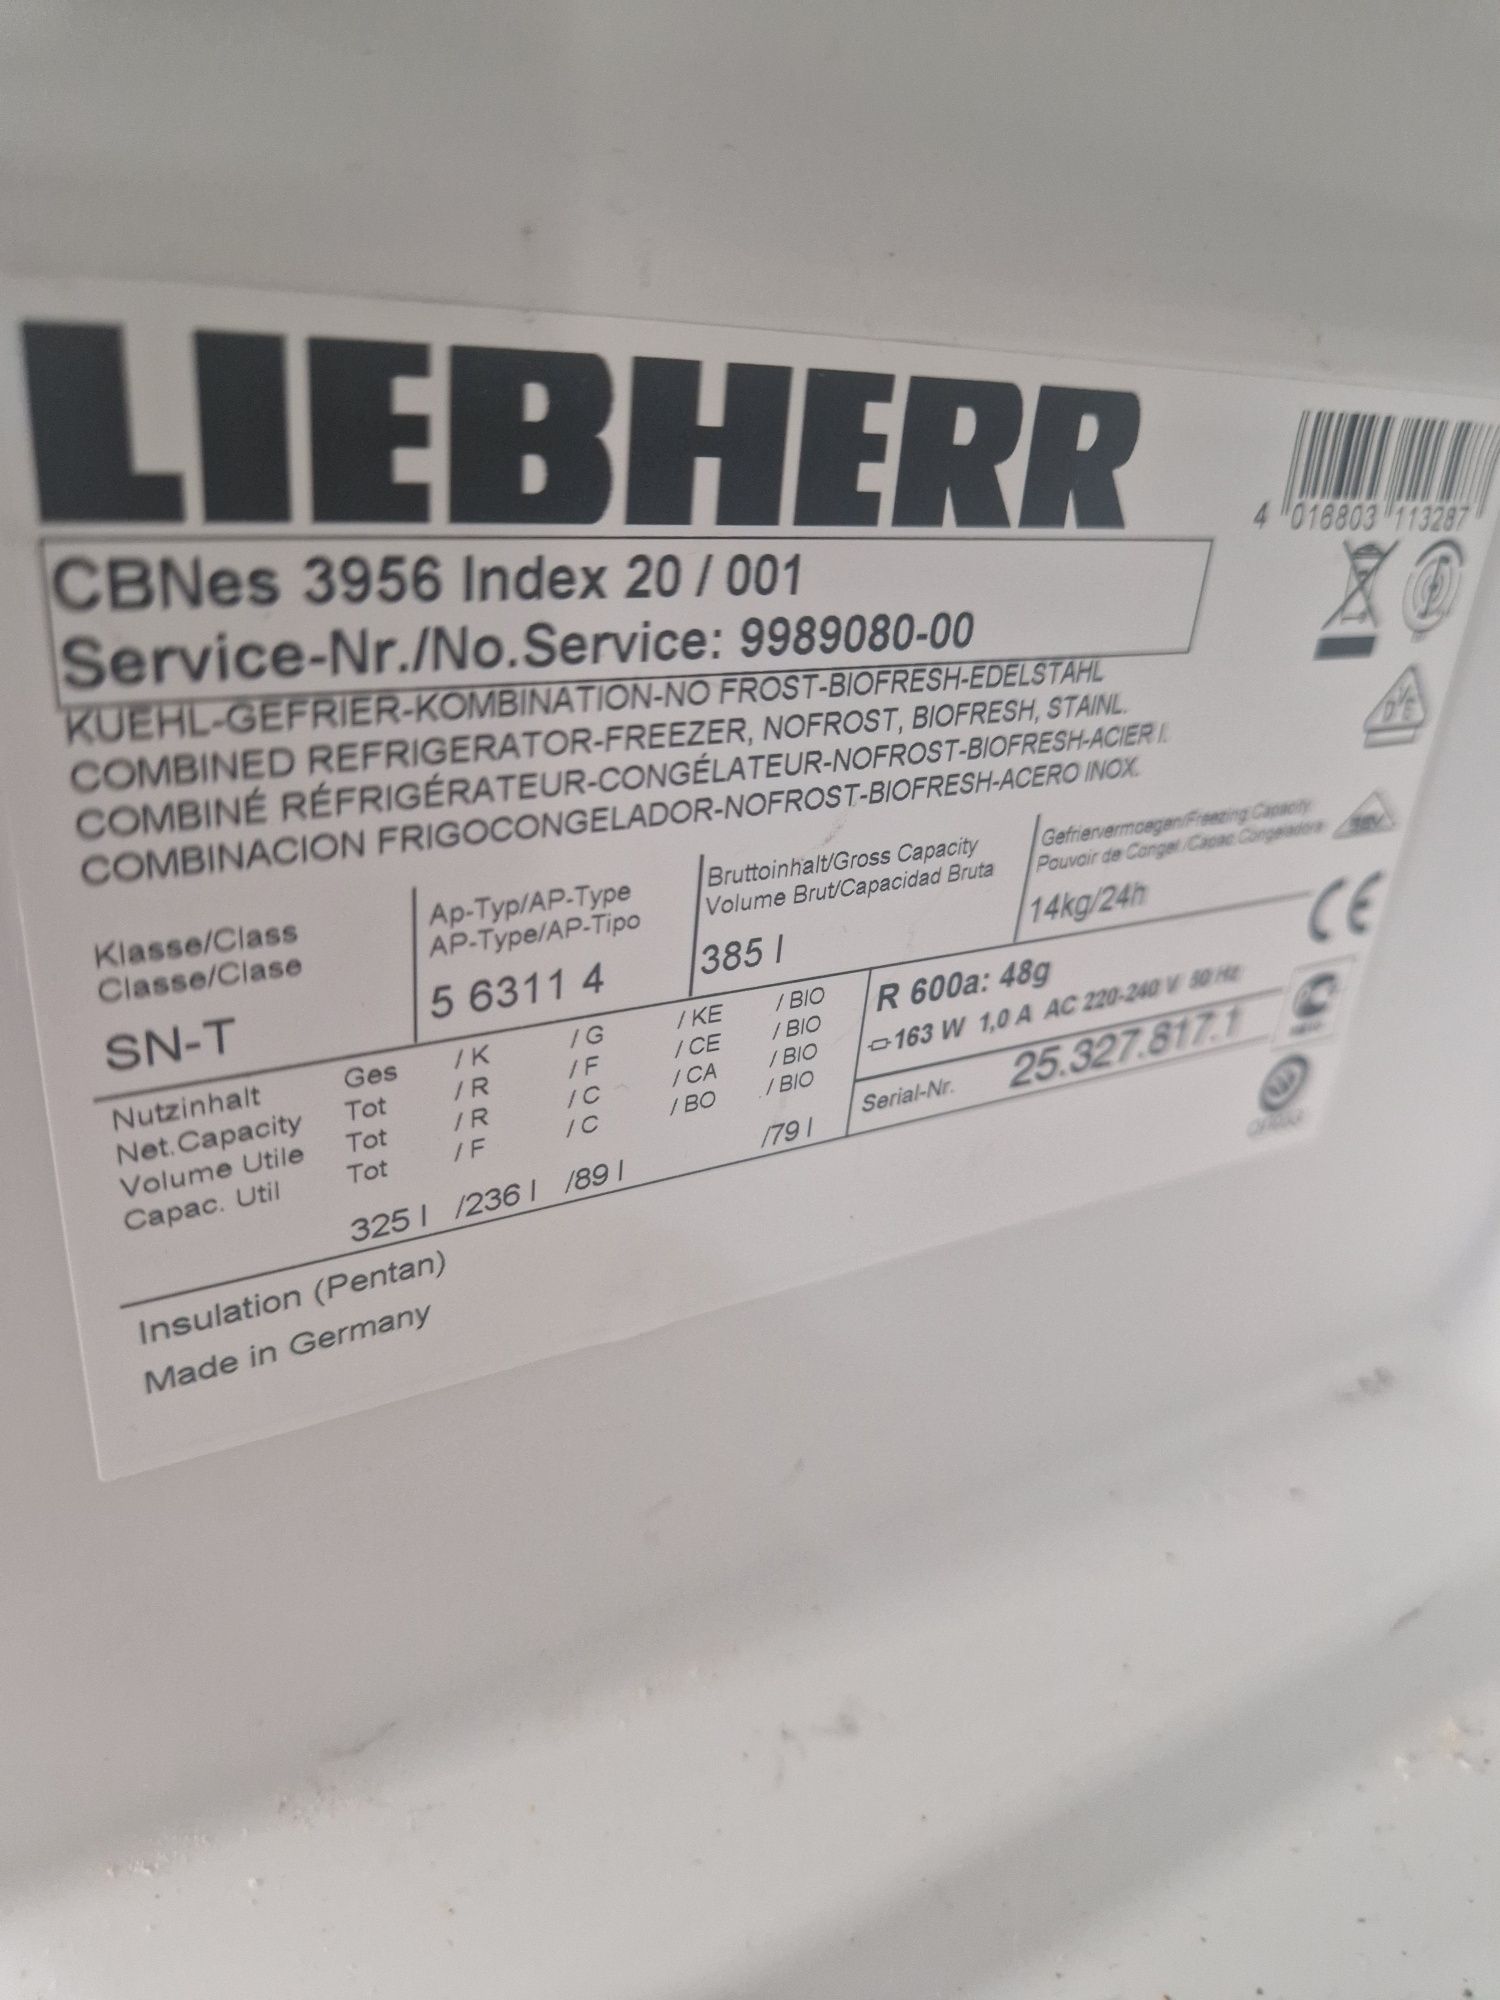 LIEBHERR
4 016803 113287
CBNes 3956 Index 20 / 001
Service-Nr./No.Service: 9989080-00
KUEHL-GEFRIER-KOMBINATION-NO FROST-BIOFRESH-EDELSTAHL
COMBINED REFRIGERATOR-FREEZER, NOFROST, BIOFRESH, STAINL.
COMBINÉ RÉFRIGÉRATEUR-CONGÉLATEUR-NOFROST-BIOFRESH-ACIER I.
COMBINACION FRIGOCONGELADOR-NOFROST-BIOFRESH-ACERO INOX.
Klasse/Class
Classe/Clase
SN-T
Ap-Typ/AP-Type
AP-Type/AP-Tipo
5 6311 4
Bruttoinhalt/Gross Capacity
Volume Brut/Capacidad Bruta
385 l
Gefriervermoegen/Freezing Capacity
Pouvoir de Congel./Capac.Congeladora
14kg/24h
DVE
CE
Nutzinhalt Ges / K / G / KE / BIO
Net.Capacity Tot / R / F / CE / BIO
Volume Utile Tot / R / C / CA / BIO
Capac. Util Tot / F / C / BO / BIO
325 l /236 l /89 l /79 l
R 600a: 48g
163 W 1,0 A AC 220-240 V 50 Hz
Serial-Nr. 25.327.817.1
Insulation (Pentan)
Made in Germany